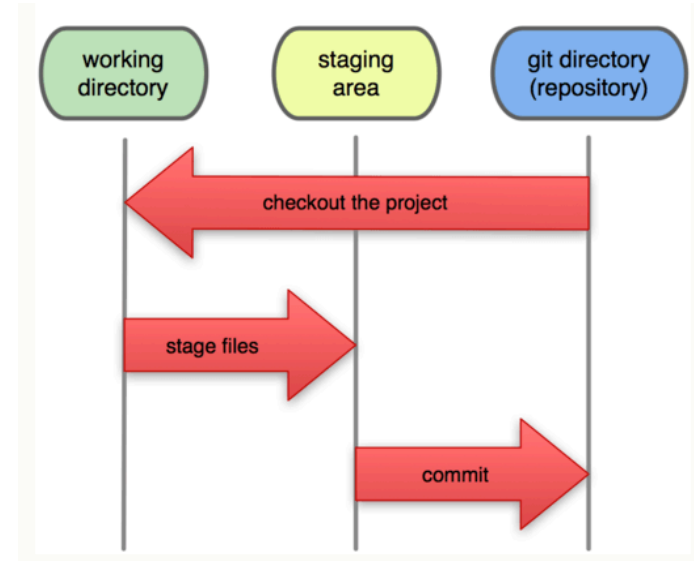 working
directory
staging
area
git directory
(repository)
checkout the project
stage files
commit